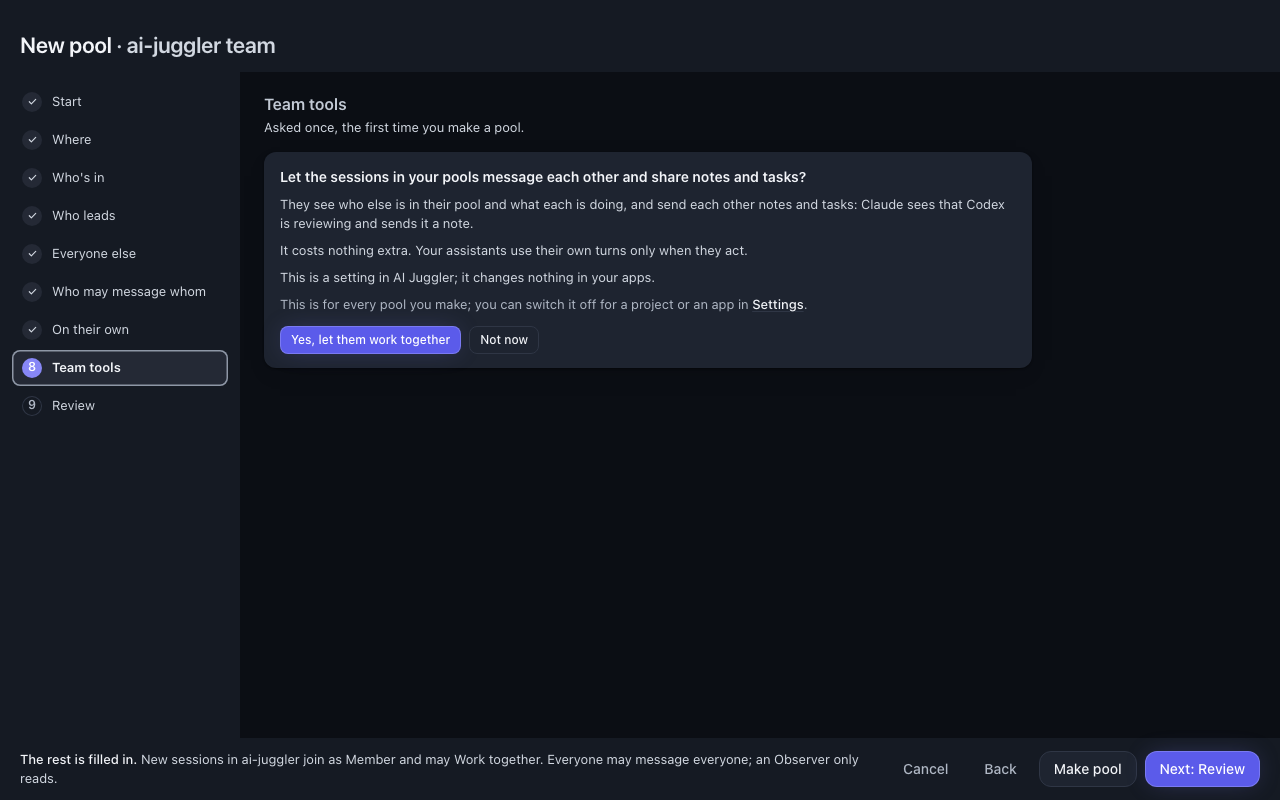 New pool · ai-juggler team
Start
Where
Who's in
Who leads
Everyone else
Who may message whom
On their own
8 Team tools
9 Review
Team tools
Asked once, the first time you make a pool.
Let the sessions in your pools message each other and share notes and tasks?
They see who else is in their pool and what each is doing, and send each other notes and tasks: Claude sees that Codex
is reviewing and sends it a note.
It costs nothing extra. Your assistants use their own turns only when they act.
This is a setting in AI Juggler; it changes nothing in your apps.
This is for every pool you make; you can switch it off for a project or an app in Settings.
Yes, let them work together
Not now
The rest is filled in. New sessions in ai-juggler join as Member and may Work together. Everyone may message everyone; an Observer only
reads.
Cancel
Back
Make pool
Next: Review